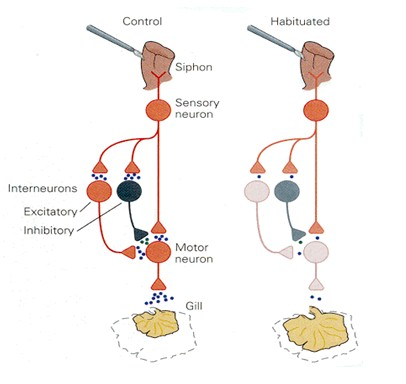 Control
Habituated
Siphon
Sensory
neuron
Interneurons
Excitatory
Inhibitory
Motor
neuron
Gill